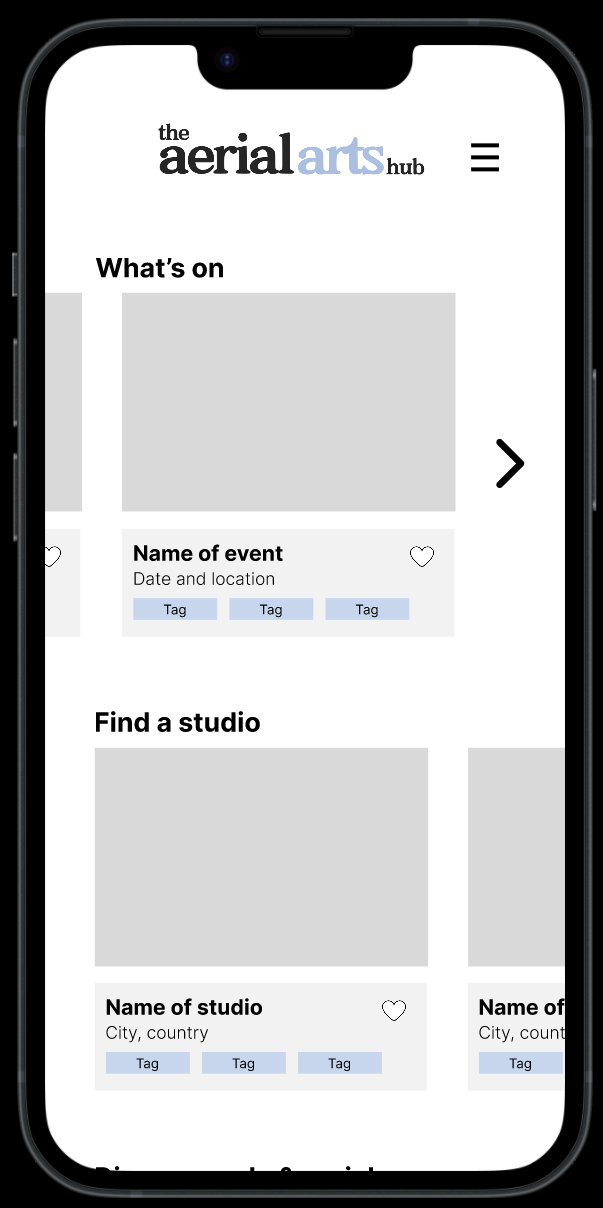 the
aerial arts hub
What's on
Name of event
Date and location
Tag Tag Tag
Find a studio
Name of studio
City, country
Tag Tag Tag
Name of
City, count
Tag